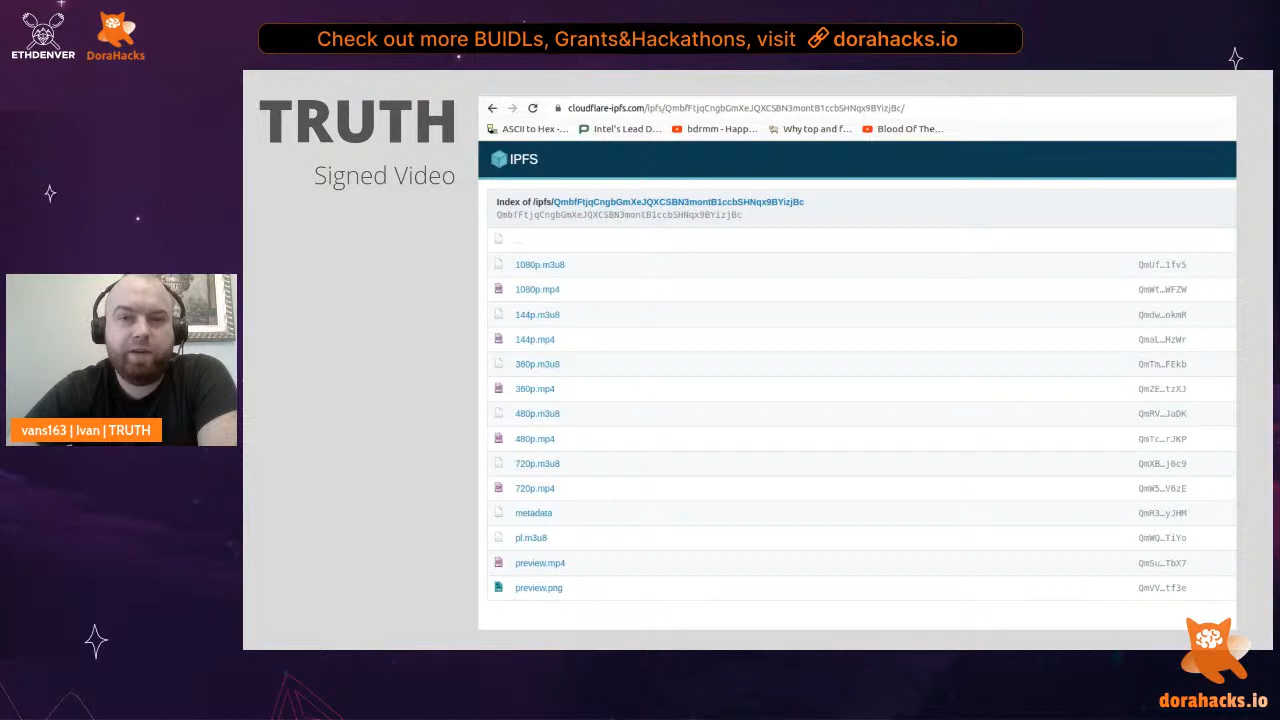 ETHDENVER
DoraHacks
Check out more BUIDLs, Grants&Hackathons, visit dorahacks.io
TRUTH
Signed Video
cloudflare-ipfs.com/ipfs/QmbfFtjqCngbGmXeJQXCSBN3montB1ccbSHNqx9BYizjBc/
ASCII to Hex -... Intel's Lead D... bdrmm - Happ... Why top and f... Blood Of The...
IPFS
Index of /ipfs/QmbfFtjqCngbGmXeJQXCSBN3montB1ccbSHNqx9BYizjBc
QmbfFtjqCngbGmXeJQXCSBN3montB1ccbSHNqx9BYizjBc
..
1080p.m3u8 QmUf…1fv5
1080p.mp4 QmWt…WFZW
144p.m3u8 Qmdw…okmR
144p.mp4 QmaL…HzWr
360p.m3u8 QmTm…FEkb
360p.mp4 QmZE…tzXJ
480p.m3u8 QmRV…JaDK
480p.mp4 QmTc…rJKP
720p.m3u8 QmXB…j6c9
720p.mp4 QmW5…V6zE
metadata QmR3…yJHM
pl.m3u8 QmWQ…TiYo
preview.mp4 QmSu…TbX7
preview.png QmVV…tf3e
vans163 | Ivan | TRUTH
dorahacks.io